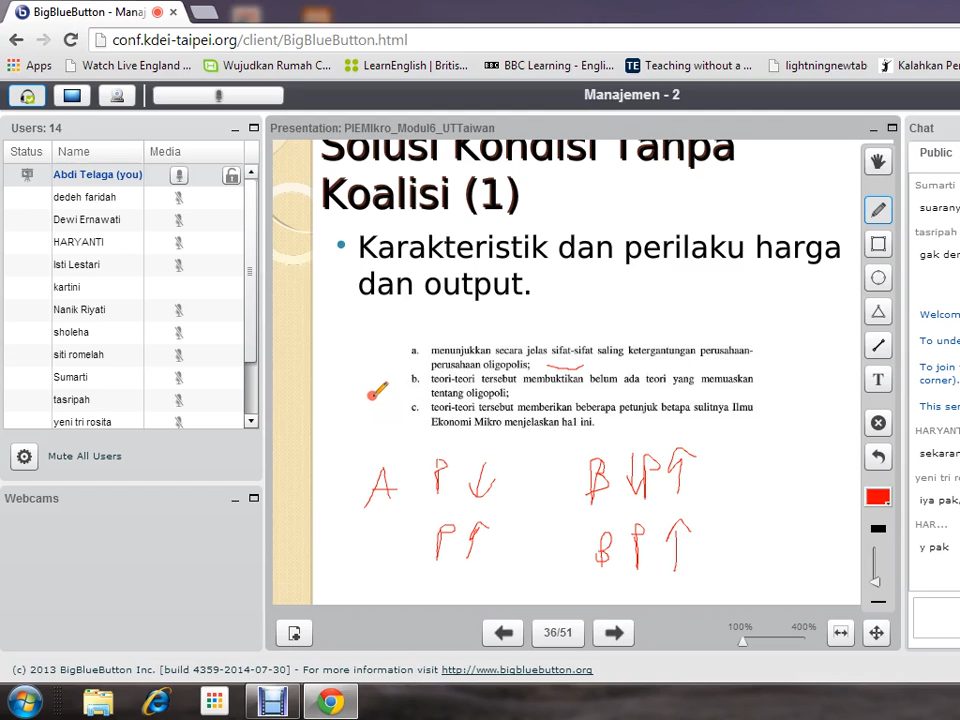 BigBlueButton - Manaj
conf.kdei-taipei.org/client/BigBlueButton.html
Apps Watch Live England ... Wujudkan Rumah C... LearnEnglish | Britis... BBC BBC Learning - Engli... TE Teaching without a ... lightningnewtab Kalahkan Pe
Manajemen - 2
Users: 14
Presentation: PIEMIkro_Modul6_UTTaiwan
Chat
Status Name Media
Public
Abdi Telaga (you)
dedeh faridah
Dewi Ernawati
HARYANTI
Isti Lestari
kartini
Nanik Riyati
sholeha
siti romelah
Sumarti
tasripah
yeni tri rosita
Mute All Users
Webcams
Solusi Kondisi Tanpa
Koalisi (1)
• Karakteristik dan perilaku harga
dan output.
a. menunjukkan secara jelas sifat-sifat saling ketergantungan perusahaan-
perusahaan oligopolis;
b. teori-teori tersebut membuktikan belum ada teori yang memuaskan
tentang oligopoli;
c. teori-teori tersebut memberikan beberapa petunjuk betapa sulitnya Ilmu
Ekonomi Mikro menjelaskan hal ini.
A P ↓ B ↓ P ↑
P ↑ B P ↑
T
36/51
100% 400%
Sumarti
suarany
tasripah
gak der
Welcom
To unde
To join
corner).
This ser
HARYANT
sekaran
yeni tri ro
iya pak,
HAR...
y pak
(c) 2013 BigBlueButton Inc. [build 4359-2014-07-30] - For more information visit http://www.bigbluebutton.org